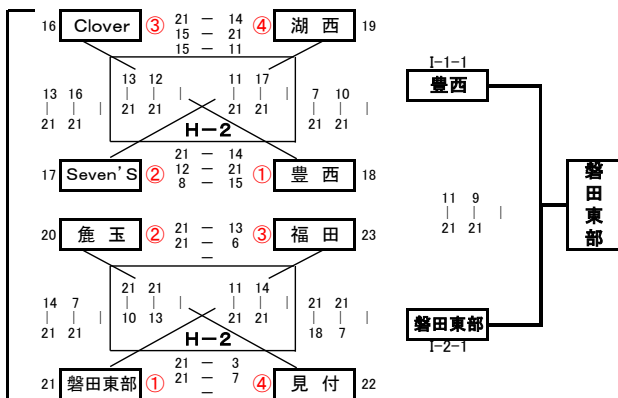 16 Clover ③ 21 — 14 ④ 湖 西 19
15 — 21
15 — 11
I-1-1
豊西
13 16 13 12 11 17 7 10
| | | | | | | | | | |
21 21 21 21 21 21 21 21
H－2
17 Seven'S ② 21 — 14 ① 豊 西 18
12 — 21
8 — 15
磐田東部
11 9
| | |
21 21
20 魚 玉 ② 21 — 13 ③ 福 田 23
21 — 6
—
14 7 21 21 11 14 21 21
| | | | | | | | | | |
21 21 10 13 21 21 18 7
磐田東部
I-2-1
H－2
21 磐田東部 ① 21 — 3 ④ 見 付 22
21 — 7
—